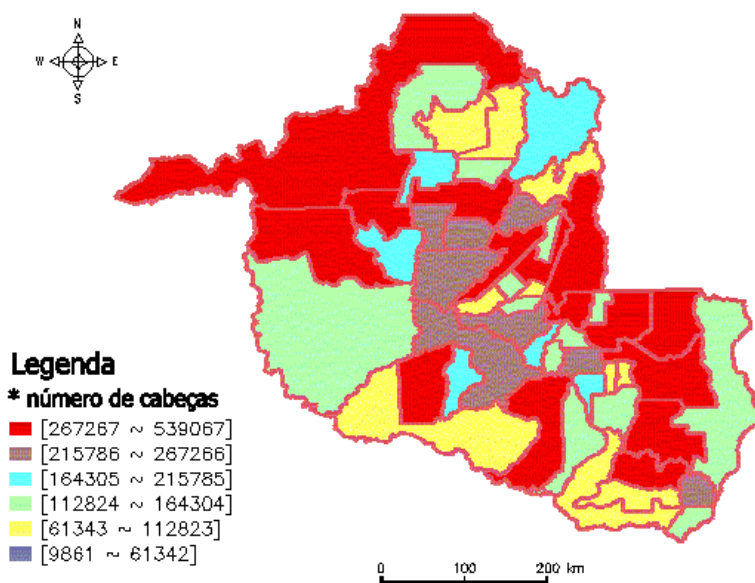 N
W E
S
Legenda
* número de cabeças
[267267 ~ 539067]
[215786 ~ 267266]
[164305 ~ 215785]
[112824 ~ 164304]
[61343 ~ 112823]
[9861 ~ 61342]
0 100 200 km